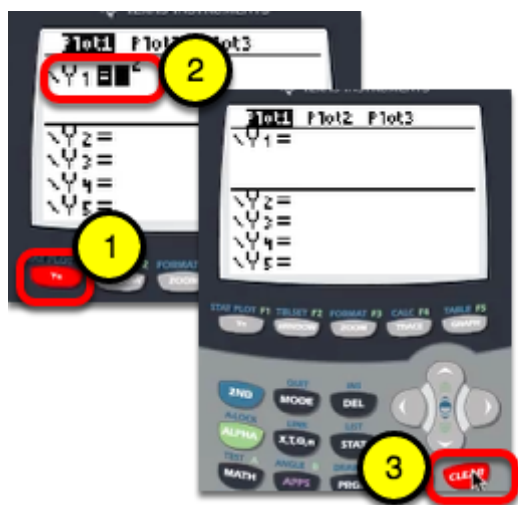 Plot1 Plot3
\Y1=
2
\Y2=
\Y3=
\Y4=
\Y5=
1
Y=
FORMAT
ZOOM
Plot1 Plot2 Plot3
\Y1=
\Y2=
\Y3=
\Y4=
\Y5=
STAT PLOT F1 TBLSET F2 FORMAT F3 CALC F4 TABLE F5
Y= WINDOW ZOOM TRACE GRAPH
QUIT INS
2ND MODE DEL
A-LOCK LINK LIST
ALPHA X,T,Θ,n STAT
TEST A ANGLE B DRAW
MATH APPS PRGM
3
CLEAR